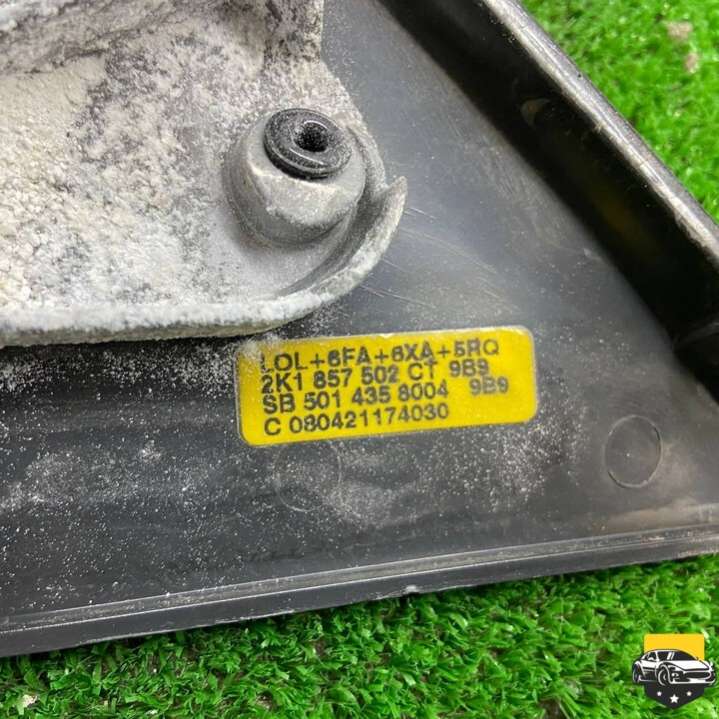 LOL+6FA+6XA+5RQ
2K1 857 502 CT 9B9
SB 501 435 8004 9B9
C 080421174030